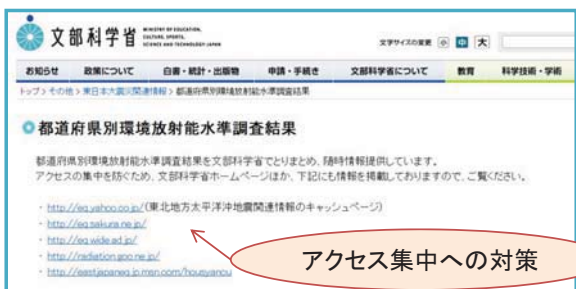 文部科学省 MINISTRY OF EDUCATION, CULTURE, SPORTS, SCIENCE AND TECHNOLOGY-JAPAN
文字サイズの変更 小 中 大
お知らせ 政策について 白書・統計・出版物 申請・手続き 文部科学省について 教育 科学技術・学術
トップ > その他 > 東日本大震災関連情報 > 都道府県別環境放射能水準調査結果
都道府県別環境放射能水準調査結果
都道府県別環境放射能水準調査結果を文部科学省でとりまとめ、随時情報提供しています。
アクセスの集中を防ぐため、文部科学省ホームページほか、下記にも情報を掲載しておりますので、ご覧ください。
・http://eq.yahoo.co.jp/(東北地方太平洋沖地震関連情報のキャッシュページ)
・http://eq.sakura.ne.jp/
・http://eq.wide.ad.jp/
・http://radiation.goo.ne.jp/
・http://eastjapaneq.jp.msn.com/housyanou
アクセス集中への対策